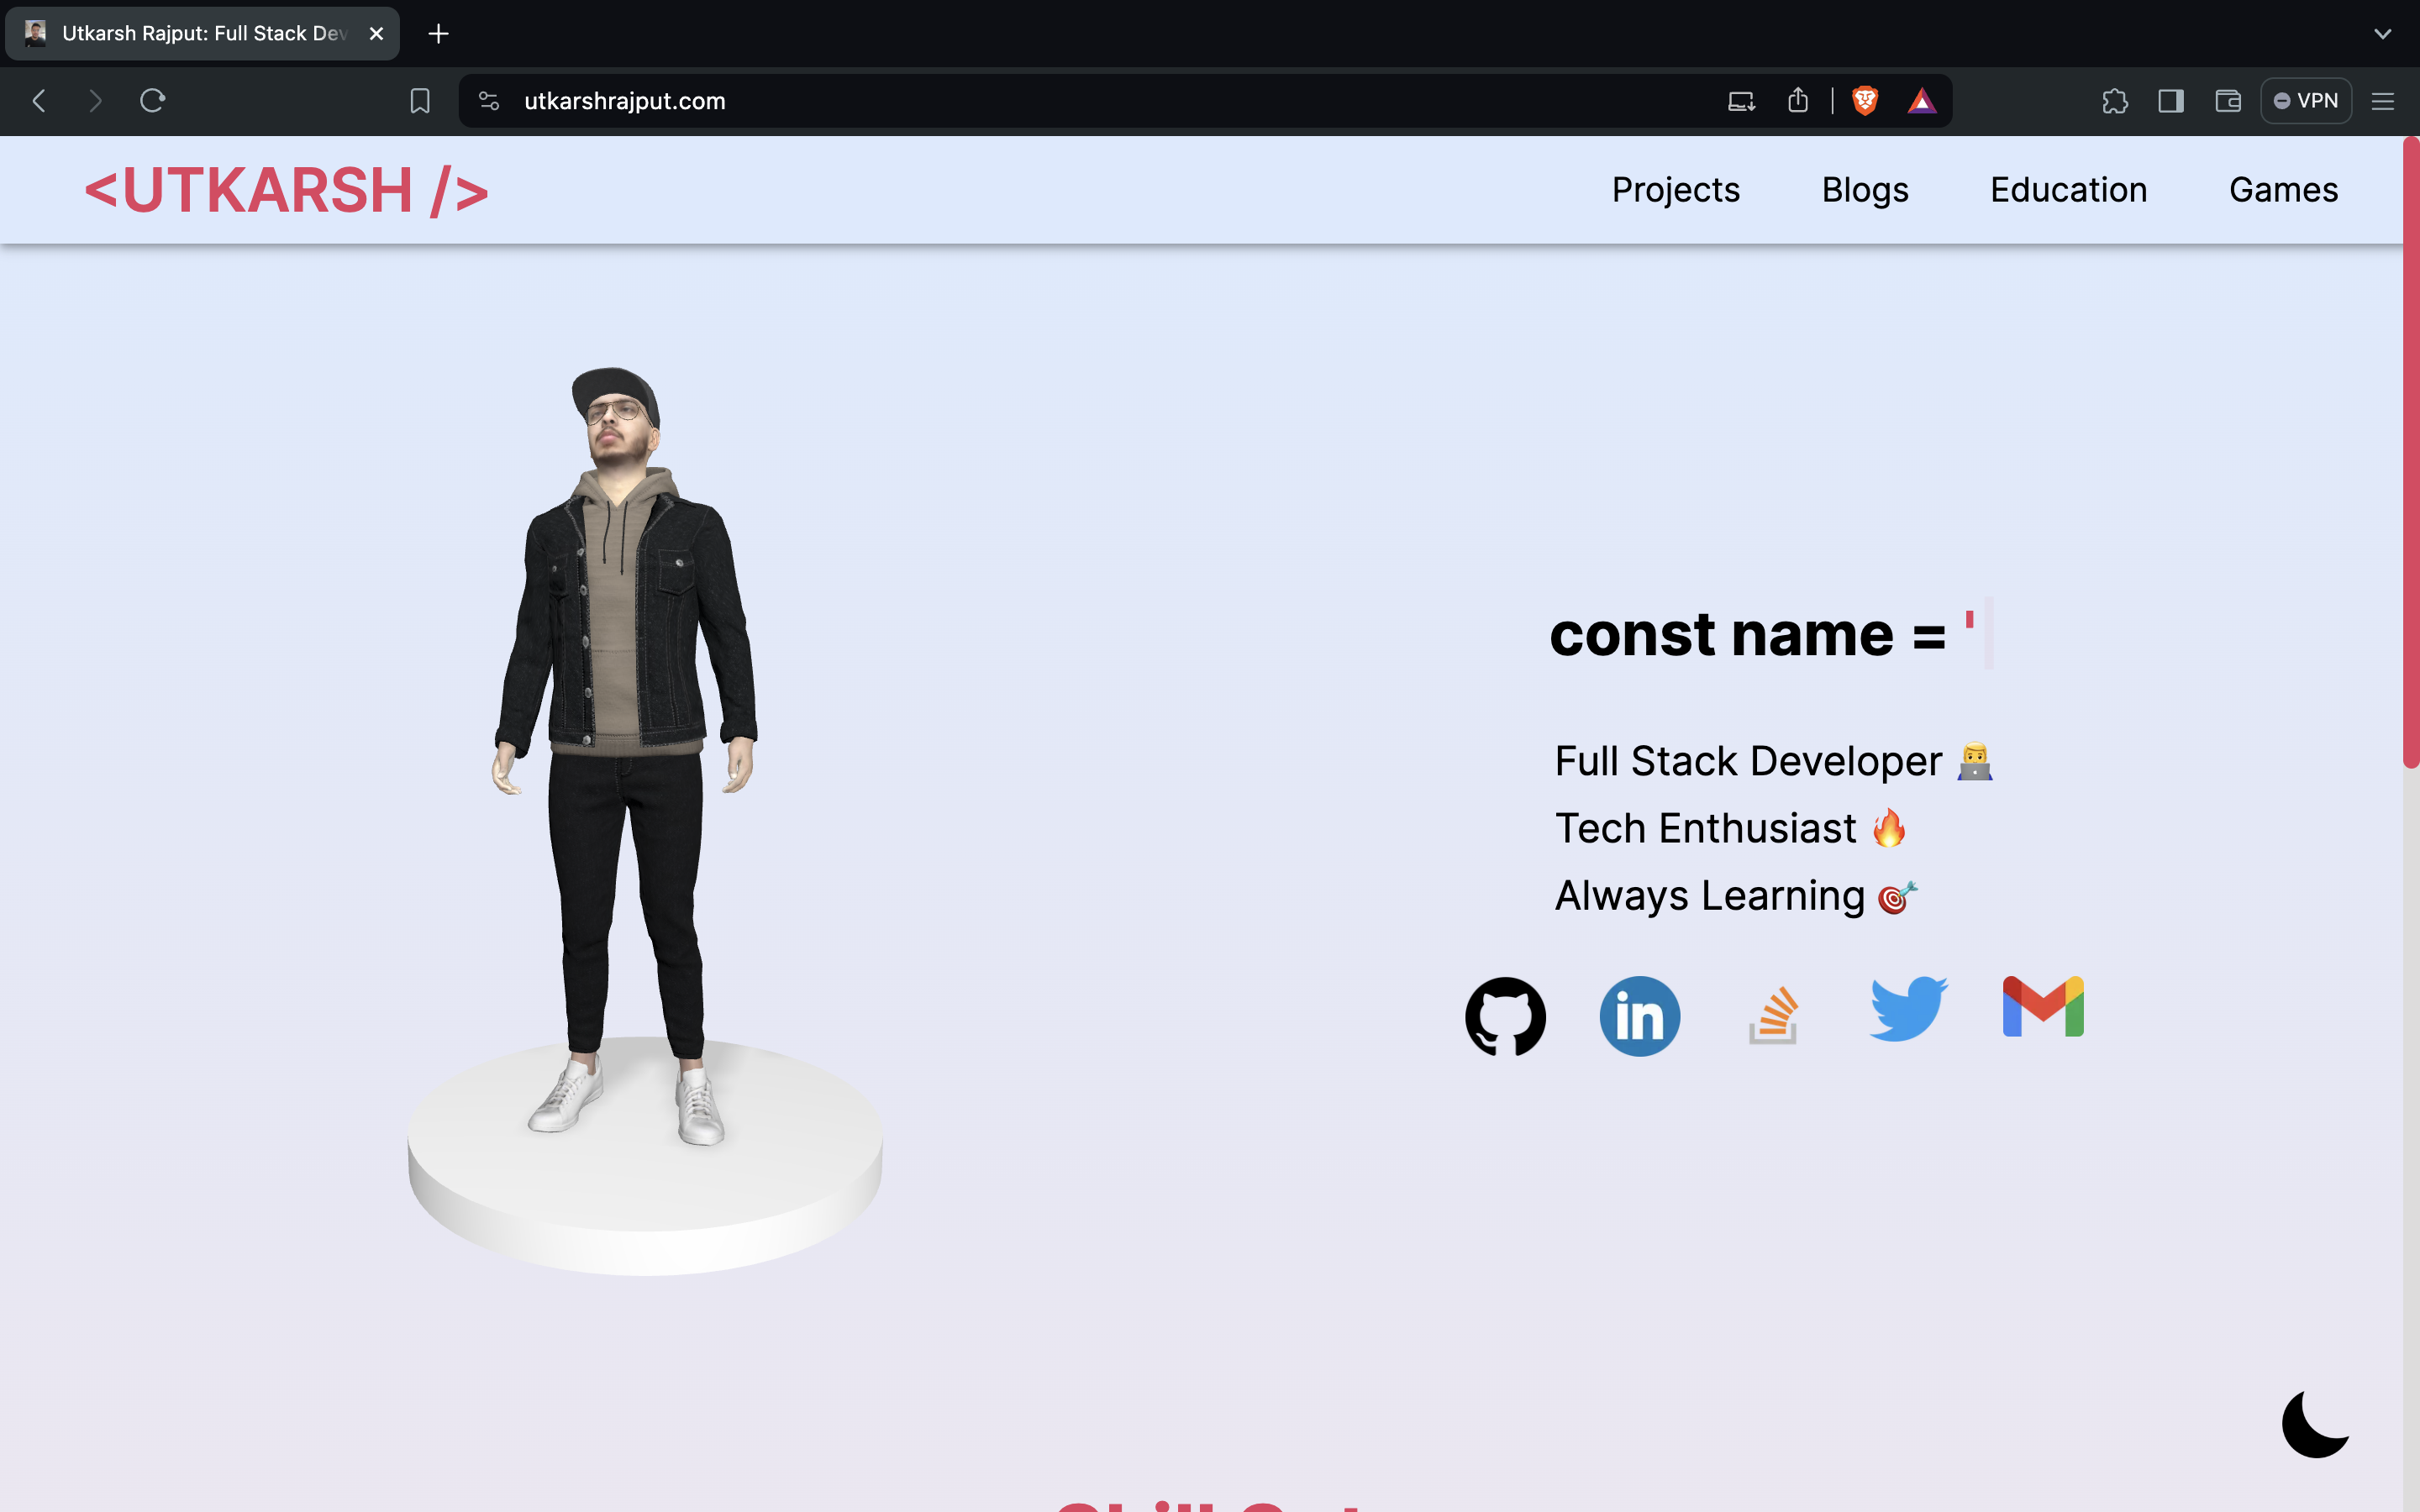 Utkarsh Rajput: Full Stack Dev
utkarshrajput.com
VPN
<UTKARSH />
Projects
Blogs
Education
Games
const name = '
Full Stack Developer 👨‍💻
Tech Enthusiast 🔥
Always Learning 🎯
in